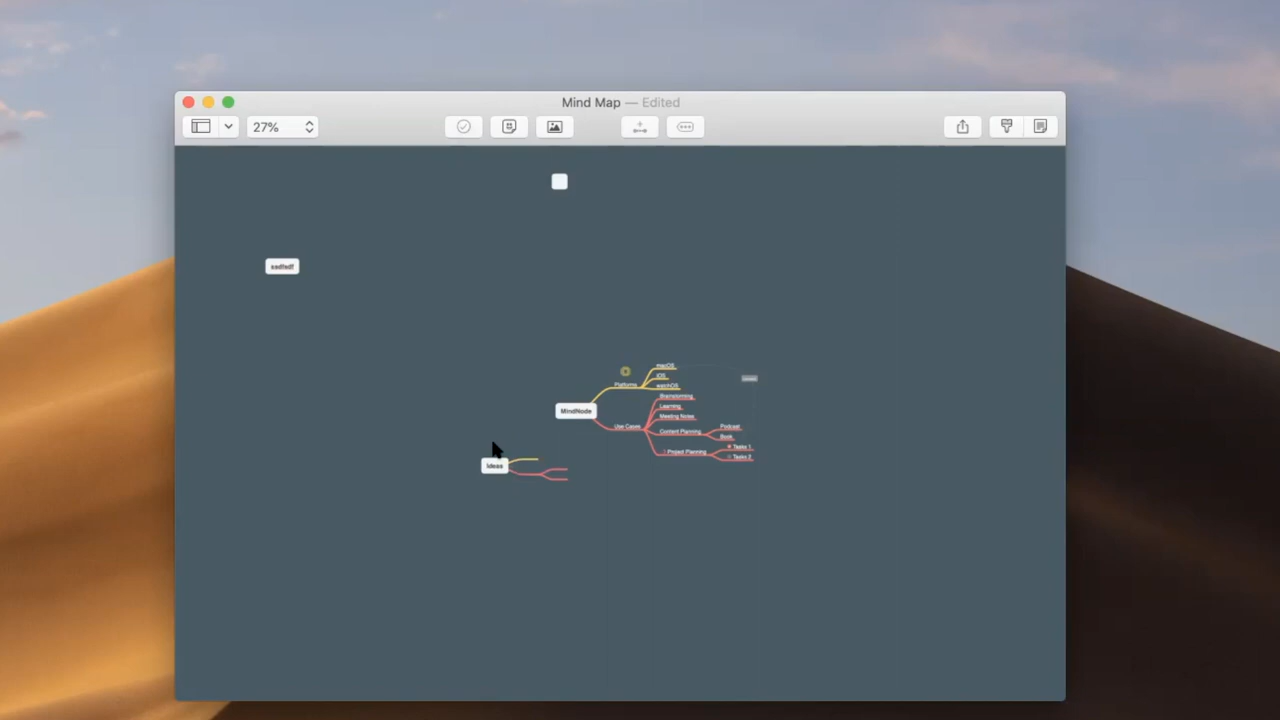 Mind Map — Edited
27%
sadfsdf
macOS
iOS
Platforms
watchOS
Brainstorming
MindNode
Learning
Meeting Notes
Use Cases
Content Planning
Podcast
Book
Project Planning
Tasks 1
Tasks 2
Ideas